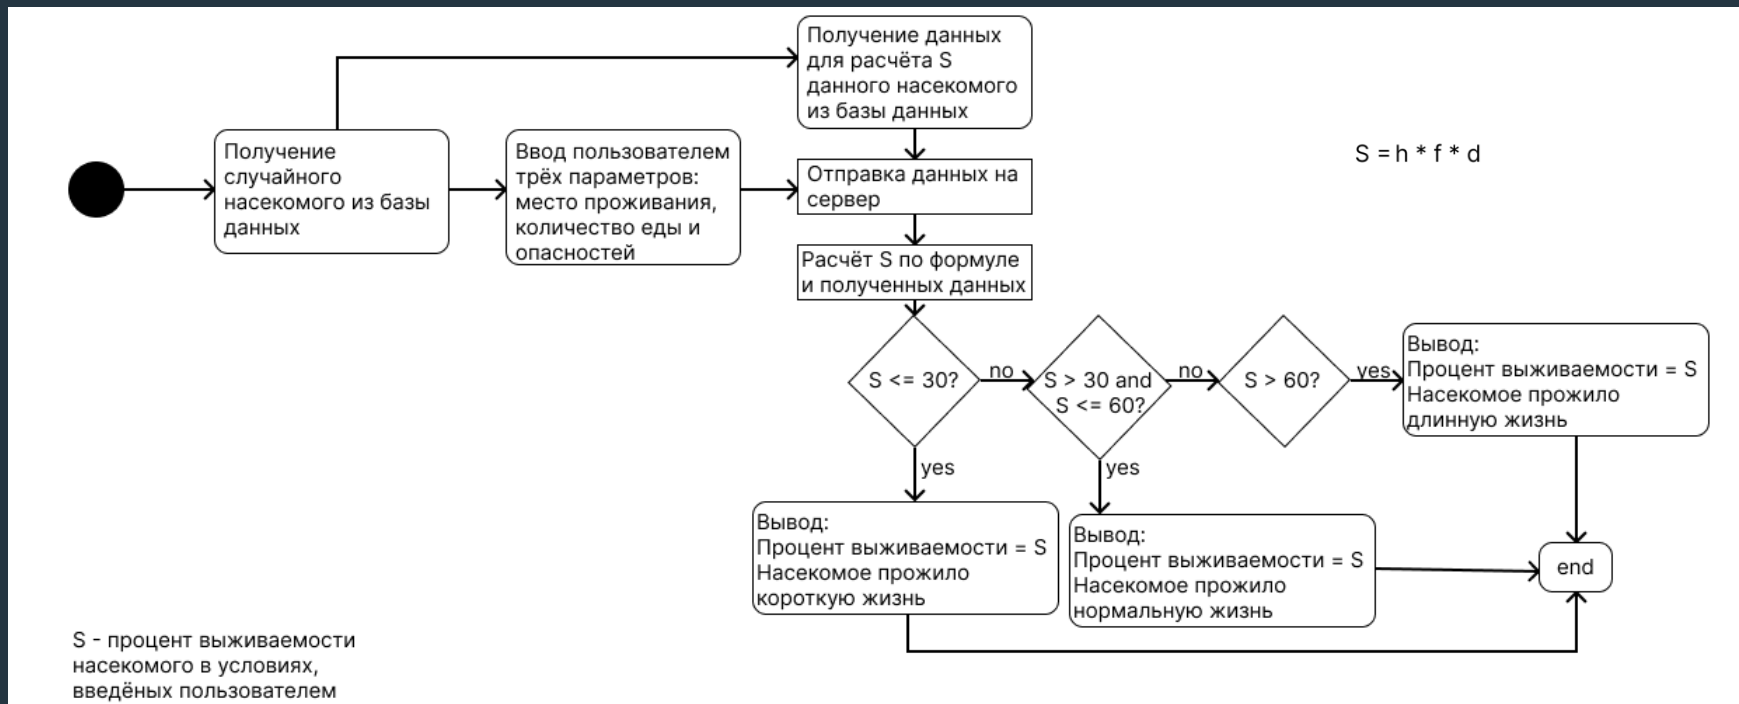 Получение данных
для расчёта S
данного насекомого
из базы данных
Получение
случайного
насекомого из базы
данных
Ввод пользователем
трёх параметров:
место проживания,
количество еды и
опасностей
Отправка данных на
сервер
S = h * f * d
Расчёт S по формуле
и полученных данных
S <= 30?
no
S > 30 and
S <= 60?
no
S > 60?
yes
Вывод:
Процент выживаемости = S
Насекомое прожило
длинную жизнь
yes
yes
Вывод:
Процент выживаемости = S
Насекомое прожило
короткую жизнь
Вывод:
Процент выживаемости = S
Насекомое прожило
нормальную жизнь
end
S - процент выживаемости
насекомого в условиях,
введёных пользователем